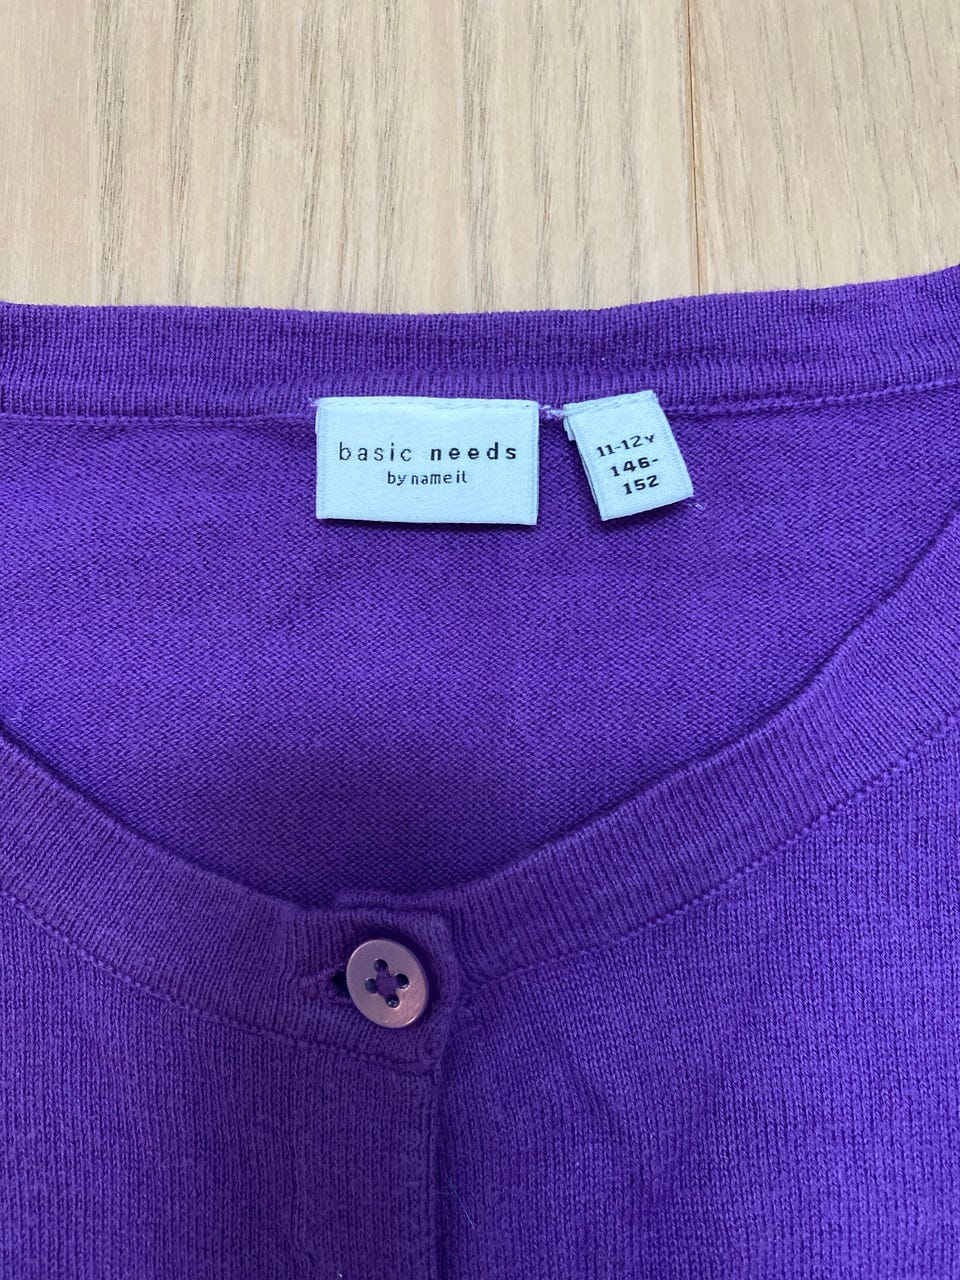 basic needs
by name it
11-12Y
146-
152